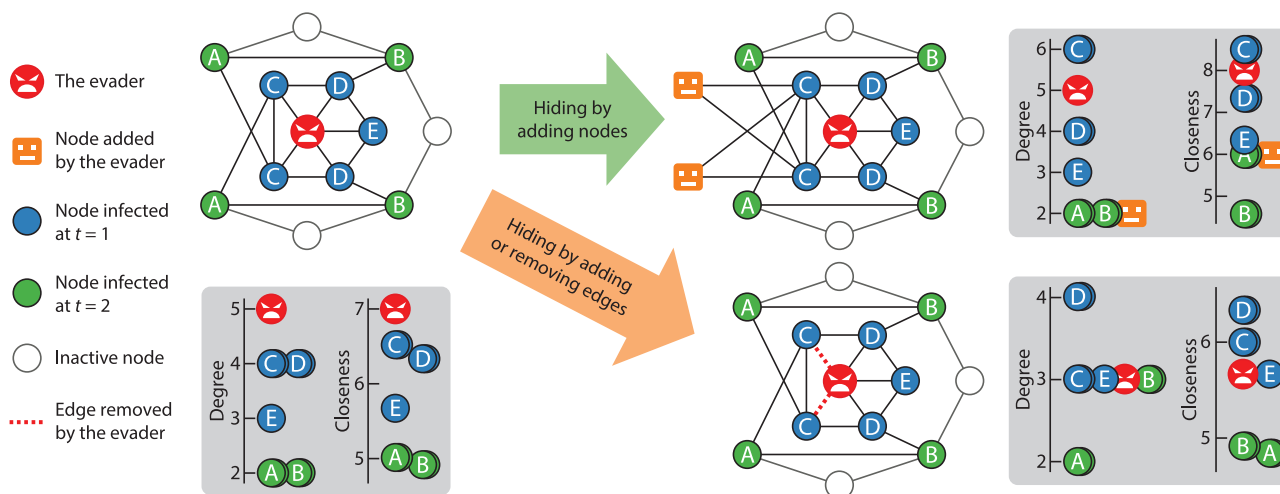 The evader
Node added
by the evader
Node infected
at t = 1
Node infected
at t = 2
Inactive node
Edge removed
by the evader
A
B
C
D
E
C
D
A
B
Degree
5
4
3
2
C
D
E
A
B
Closeness
7
6
5
C
D
E
A
B
Hiding by
adding nodes
Hiding by adding
or removing edges
A
B
C
D
E
C
D
A
B
Degree
6
5
4
3
2
C
D
E
A
B
Closeness
8
7
6
5
C
D
E
A
B
A
B
C
D
E
C
D
A
B
Degree
4
3
2
D
C
E
B
A
Closeness
6
5
D
C
E
B
A